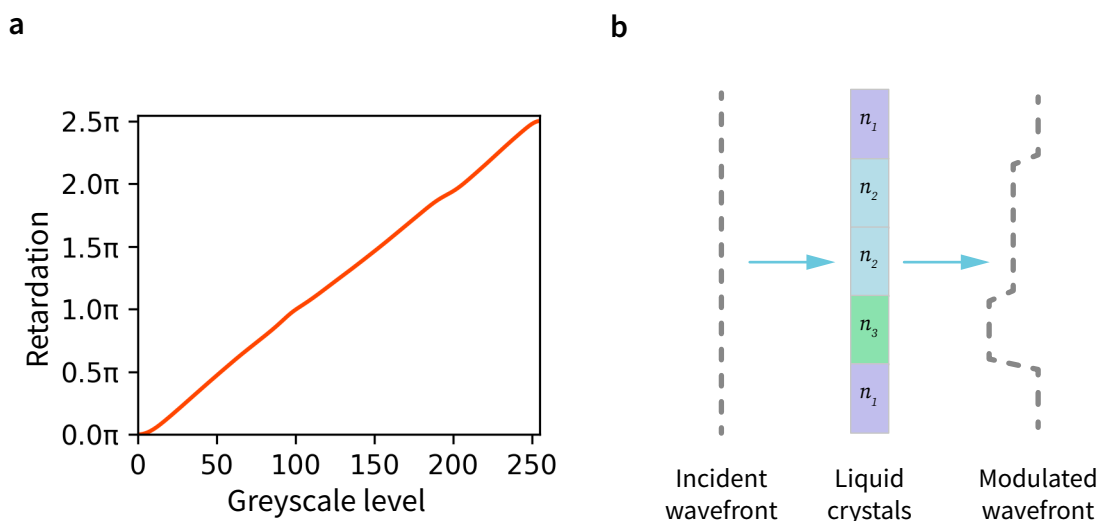 a
2.5π
2.0π
1.5π
1.0π
0.5π
0.0π
0 50 100 150 200 250
Retardation
Greyscale level
b
n1
n2
n2
n3
n1
Incident
wavefront
Liquid
crystals
Modulated
wavefront